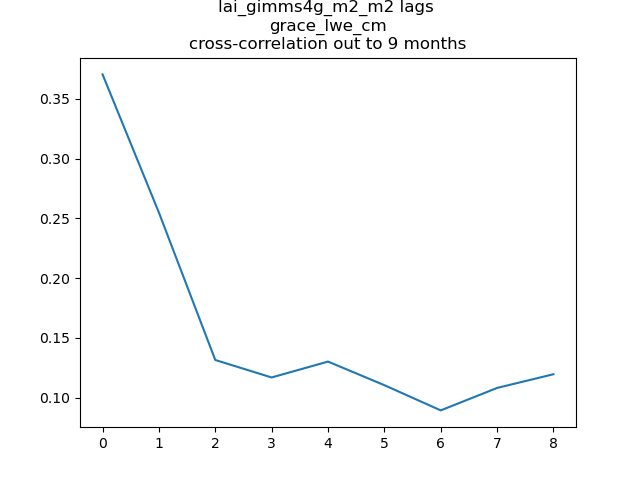 lai_gimms4g_m2_m2 lags
grace_lwe_cm
cross-correlation out to 9 months
0.35
0.30
0.25
0.20
0.15
0.10
0 1 2 3 4 5 6 7 8